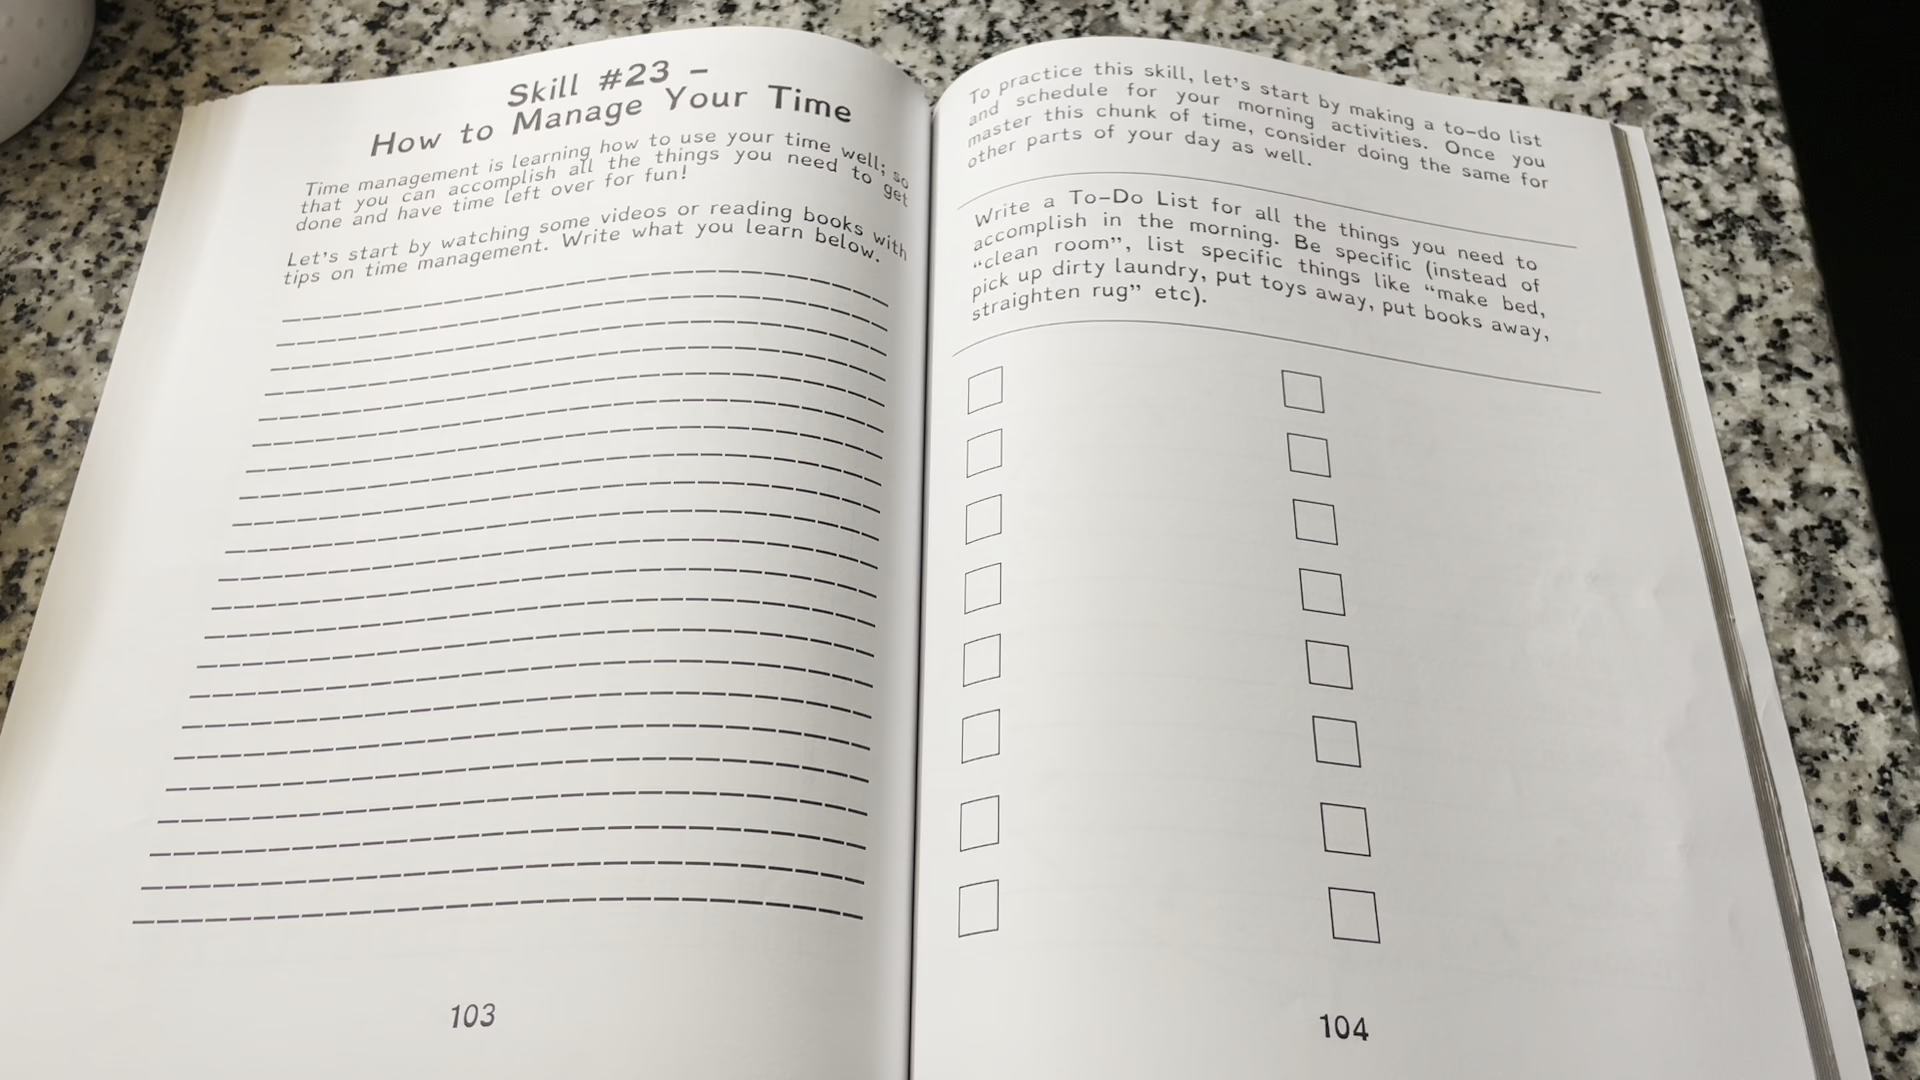 Skill #23 –
How to Manage Your Time
Time management is learning how to use your time well; so
that you can accomplish all the things you need to get
done and have time left over for fun!
Let's start by watching some videos or reading books with
tips on time management. Write what you learn below.
103
To practice this skill, let's start by making a to-do list
and schedule for your morning activities. Once you
master this chunk of time, consider doing the same for
other parts of your day as well.
Write a To-Do List for all the things you need to
accomplish in the morning. Be specific (instead of
“clean room”, list specific things like “make bed,
pick up dirty laundry, put toys away, put books away,
straighten rug” etc).
104